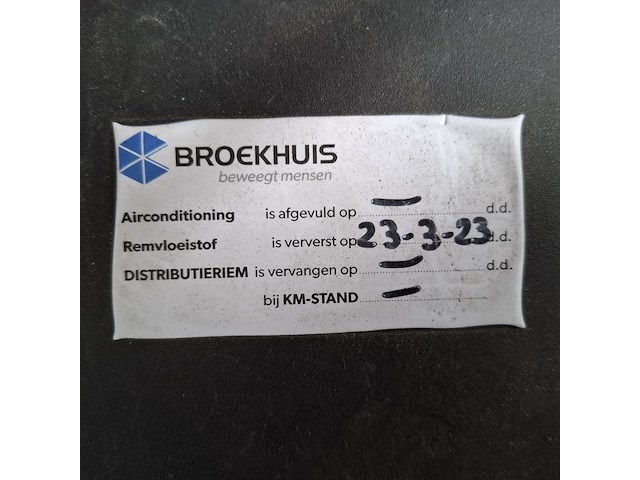 BROEKHUIS
beweegt mensen
Airconditioning is afgevuld op — d.d.
Remvloeistof is ververst op 23-3-23 d.d.
DISTRIBUTIERIEM is vervangen op — d.d.
bij KM-STAND —